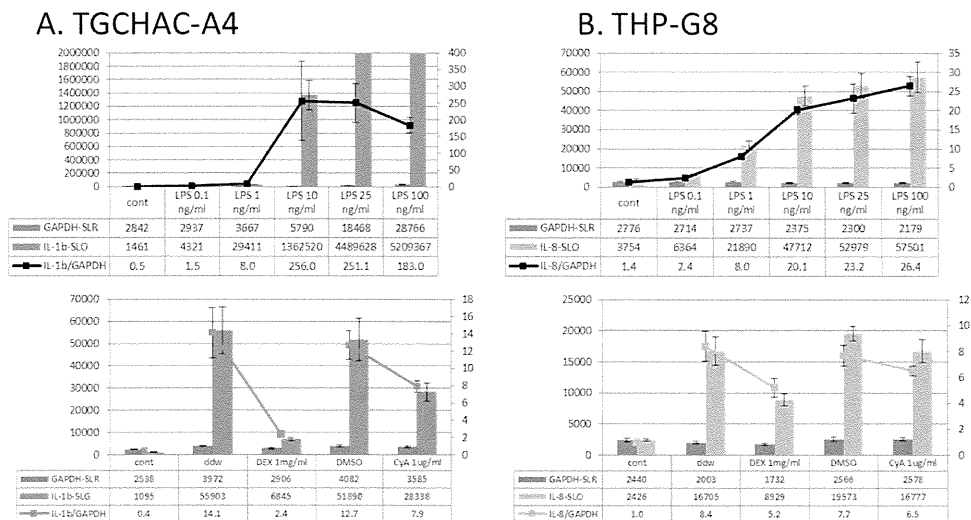 A. TGCHAC-A4
2000000 400
1800000 350
1600000 300
1400000 250
1200000
1000000 200
800000 150
600000 100
400000
200000 50
0 0
cont LPS 0.1 ng/ml LPS 1 ng/ml LPS 10 ng/ml LPS 25 ng/ml LPS 100 ng/ml
GAPDH-SLR 2842 2937 3667 5790 18468 28766
IL-1b-SLO 1461 4321 29411 1362520 4489628 5209367
IL-1b/GAPDH 0.5 1.5 8.0 256.0 251.1 183.0
70000 18
60000 16
50000 14
40000 12
30000 10
20000 8
10000 6
0 4
2
0
cont ddw DEX 1mg/ml DMSO CyA 1ug/ml
GAPDH-SLR 2538 3972 2906 4082 3585
IL-1b-SLG 1095 55903 6845 51890 28338
IL-1b/GAPDH 0.4 14.1 2.4 12.7 7.9
B. THP-G8
70000 35
60000 30
50000 25
40000 20
30000 15
20000 10
10000 5
0 0
cont LPS 0.1 ng/ml LPS 1 ng/ml LPS 10 ng/ml LPS 25 ng/ml LPS 100 ng/ml
GAPDH-SLR 2776 2714 2737 2375 2300 2179
IL-8-SLO 3754 6364 21890 47712 52979 57501
IL-8/GAPDH 1.4 2.4 8.0 20.1 23.2 26.4
25000 12
20000 10
15000 8
10000 6
5000 4
0 2
0
cont ddw DEX 1mg/ml DMSO CyA 1ug/ml
GAPDH-SLR 2440 2003 1732 2566 2578
IL-8-SLO 2426 16705 8929 19573 16777
IL-8/GAPDH 1.0 8.4 5.2 7.7 6.5